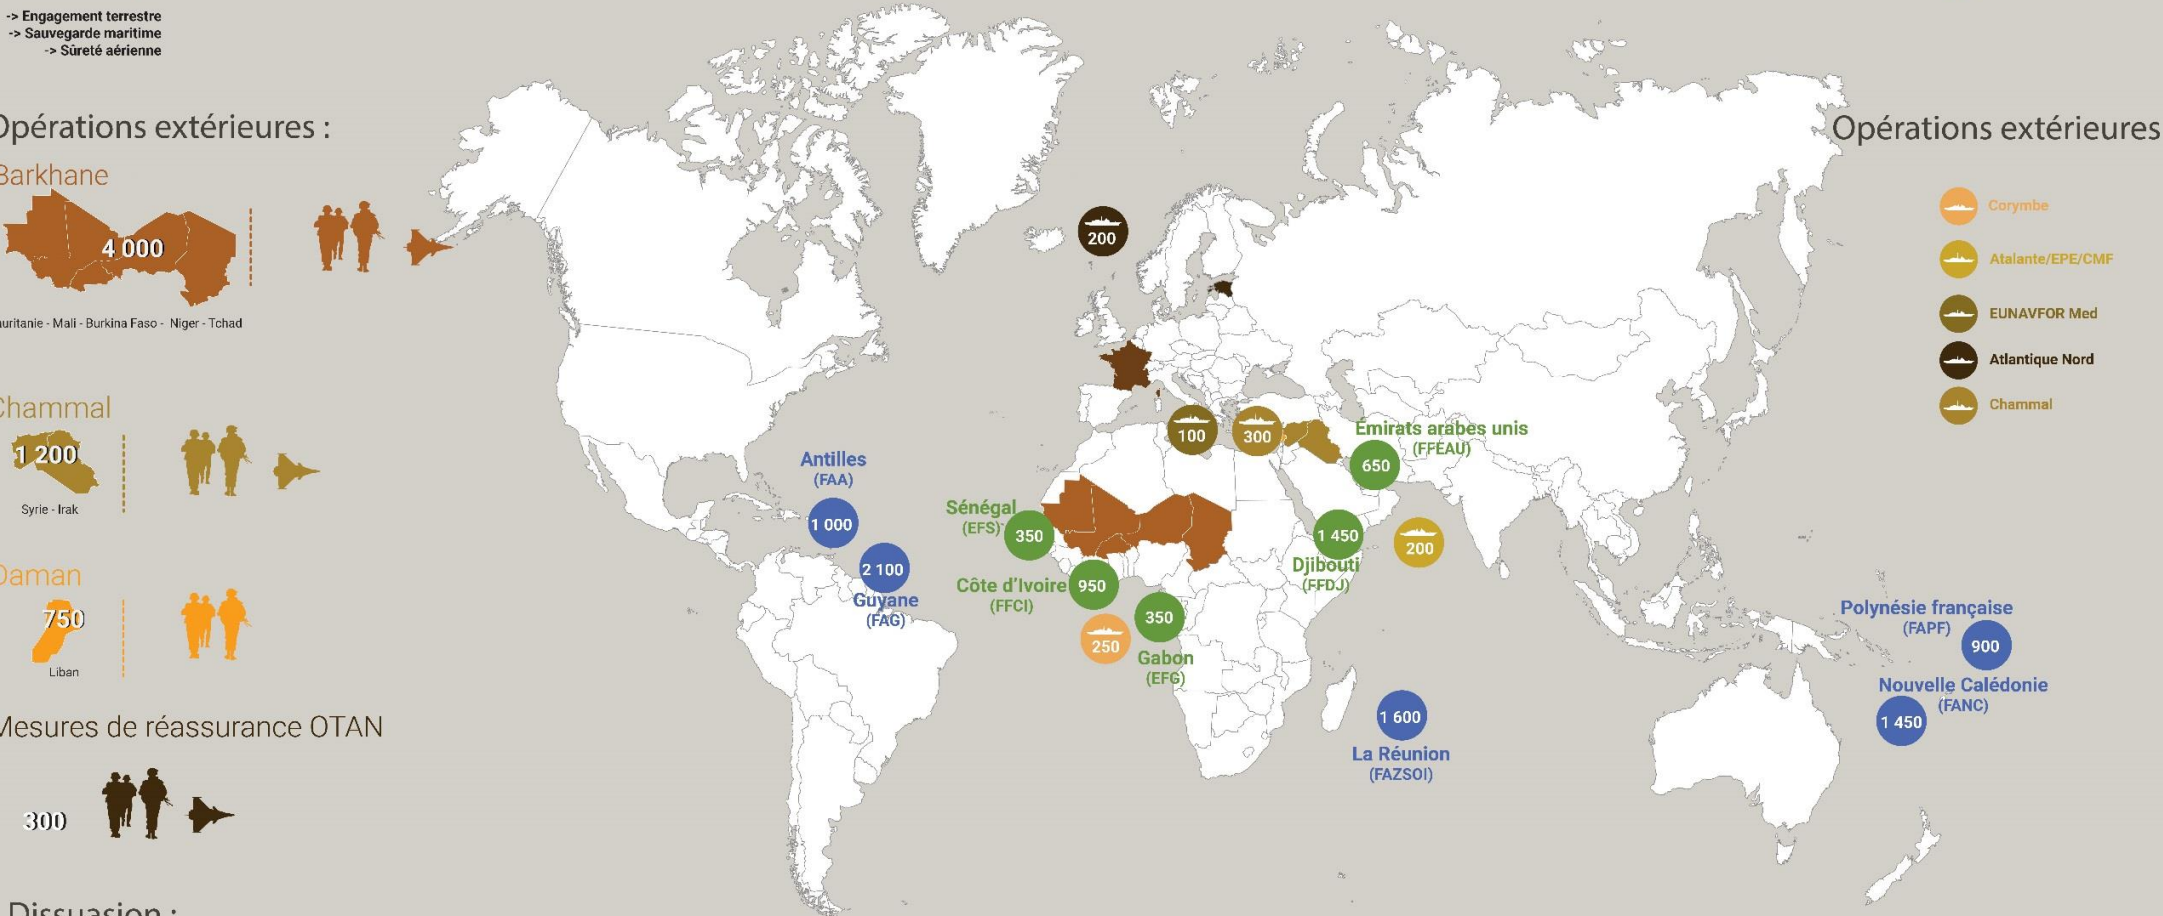 -> Engagement terrestre
-> Sauvegarde maritime
-> Sûreté aérienne
Opérations extérieures :
Barkhane
4 000
auritanie - Mali - Burkina Faso - Niger - Tchad
Chammal
1 200
Syrie - Irak
Daman
750
Liban
Mesures de réassurance OTAN
300
Dissuasion :
200
100
300
Émirats arabes unis
(FFEAU)
650
Antilles
(FAA)
1 000
2 100
Guyane
(FAG)
Sénégal
(EFS)
350
Côte d'Ivoire
(FFCI)
950
250
350
Gabon
(EFG)
1 450
Djibouti
(FFDJ)
200
1 600
La Réunion
(FAZSOI)
Polynésie française
(FAPF)
900
Nouvelle Calédonie
(FANC)
1 450
Opérations extérieures
Corymbe
Atalante/EPE/CMF
EUNAVFOR Med
Atlantique Nord
Chammal